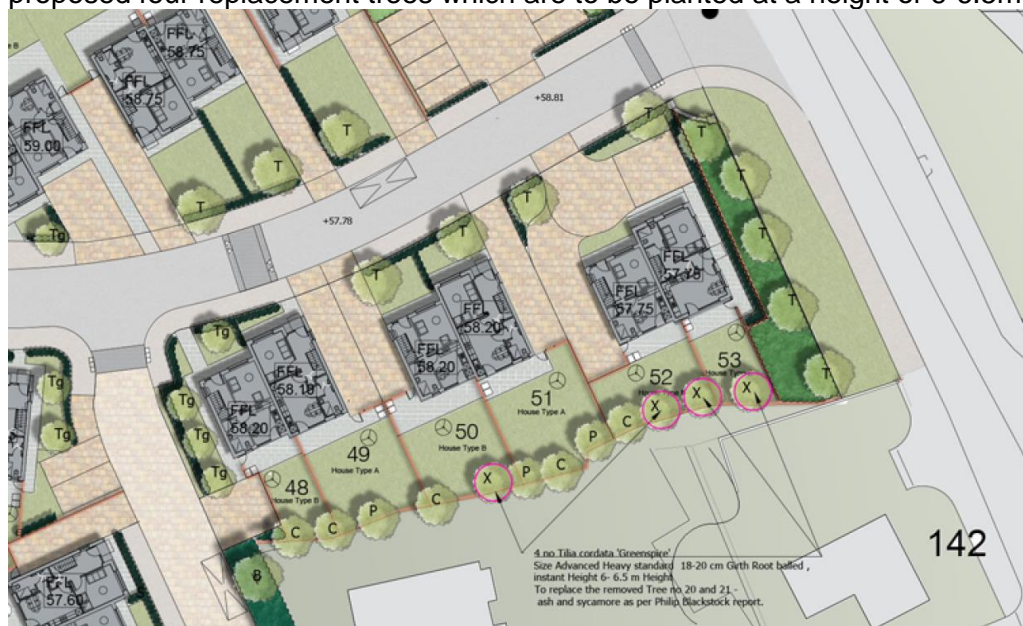 proposed four replacement trees which are to be planted at a height of 6-6.5m
FFL
58.75
FFL
58.75
FFL
59.00
+58.81
T
T
T
T
T
T
T
T
T
T
T
T
Tg
+57.78
FFL
57.75
FFL
57.75
FFL
58.20
FFL
58.20
FFL
58.10
FFL
58.20
Tg
Tg
Tg
Tg
Tg
Tg
53
House Type
52
House Type
51
House Type A
50
House Type B
49
House Type A
48
House Type B
X
X
X
C
P
X
P
C
C
P
C
C
B
FFL
57.60
142
4 no Tilia cordata 'Greenspire'
Size Advanced Heavy standard 18-20 cm Girth Root balled ,
instant Height 6- 6.5 m Height
To replace the removed Tree no 20 and 21 -
ash and sycamore as per Philip Blackstock report.